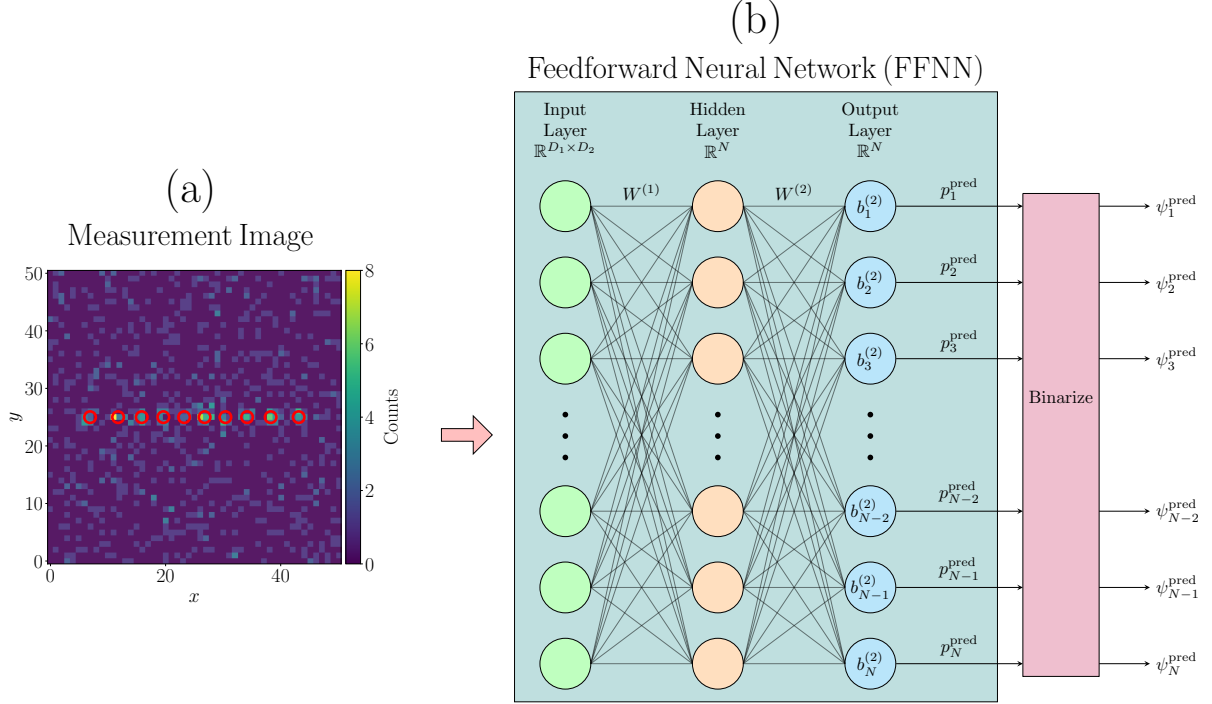 (a)
Measurement Image
50
40
30
20
10
0
y
0
20
40
x
8
6
4
2
0
Counts
(b)
Feedforward Neural Network (FFNN)
Input
Layer
ℝ^{D₁×D₂}
Hidden
Layer
ℝ^N
Output
Layer
ℝ^N
W^{(1)}
W^{(2)}
b_1^{(2)}
b_2^{(2)}
b_3^{(2)}
b_{N-2}^{(2)}
b_{N-1}^{(2)}
b_N^{(2)}
p_1^{pred}
p_2^{pred}
p_3^{pred}
p_{N-2}^{pred}
p_{N-1}^{pred}
p_N^{pred}
Binarize
ψ_1^{pred}
ψ_2^{pred}
ψ_3^{pred}
ψ_{N-2}^{pred}
ψ_{N-1}^{pred}
ψ_N^{pred}